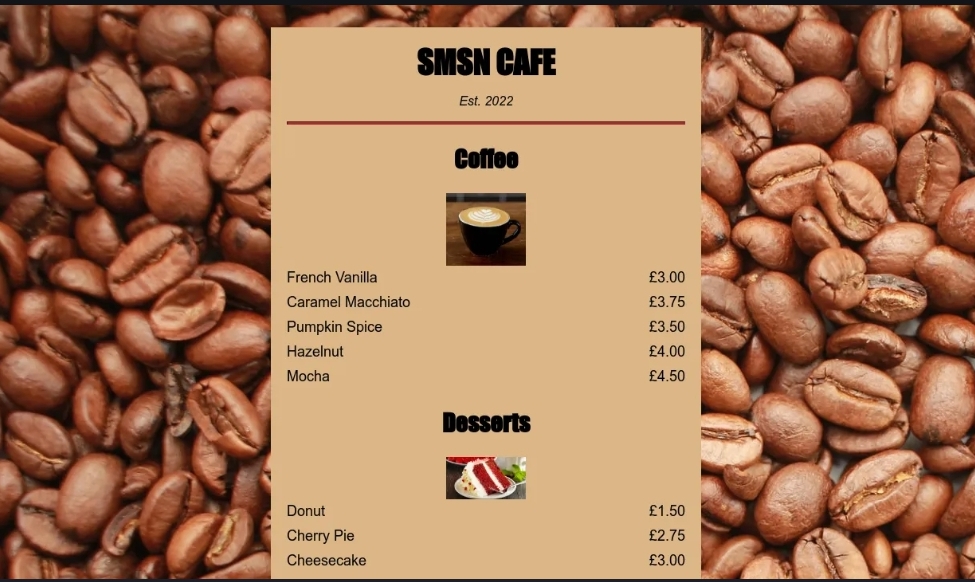 SMSN CAFE
Est. 2022
Coffee
French Vanilla £3.00
Caramel Macchiato £3.75
Pumpkin Spice £3.50
Hazelnut £4.00
Mocha £4.50
Desserts
Donut £1.50
Cherry Pie £2.75
Cheesecake £3.00